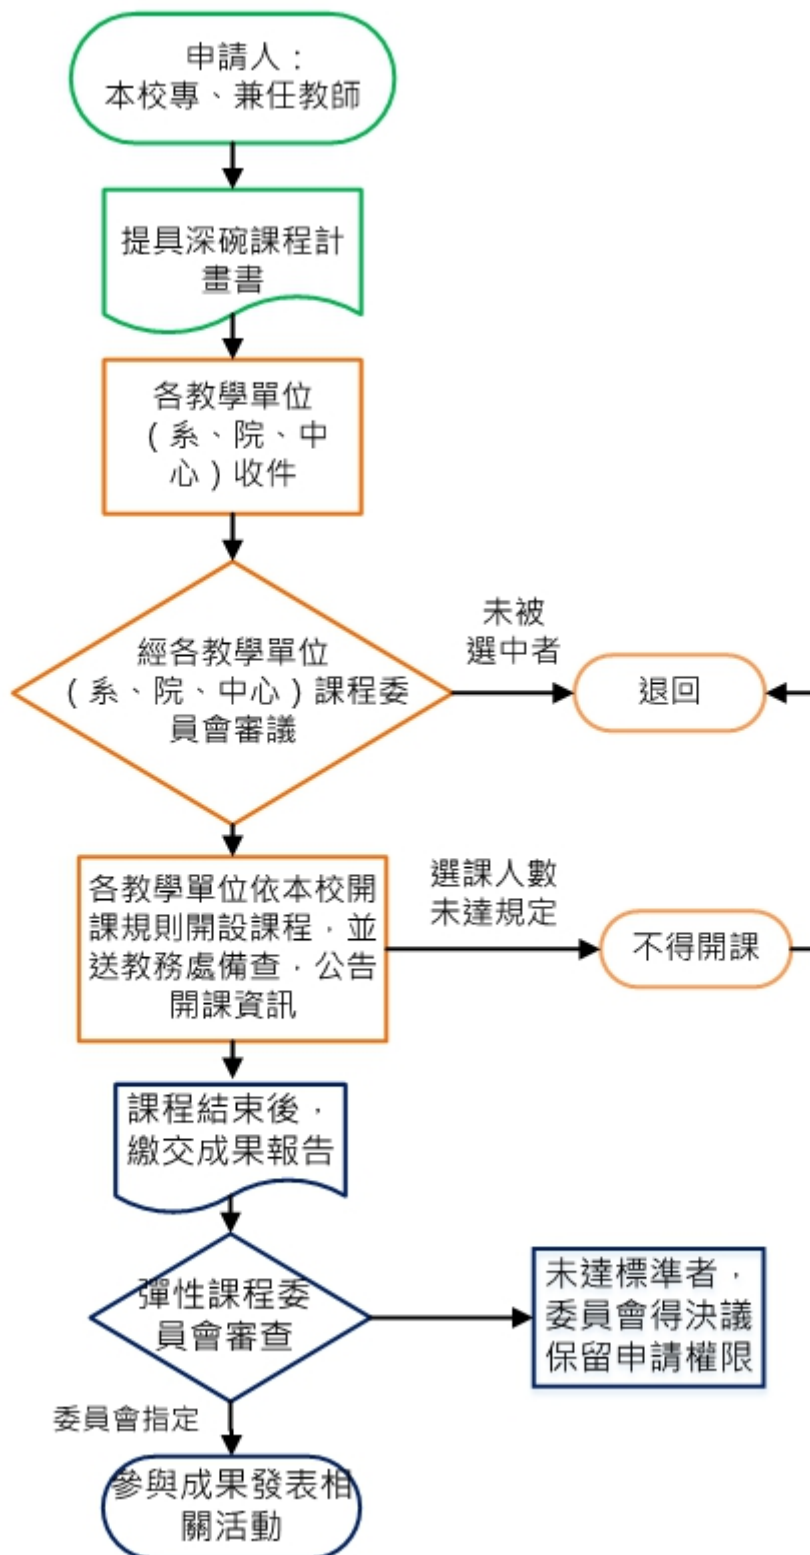 申請人：
本校專、兼任教師
提具深碗課程計
畫書
各教學單位
（系、院、中
心）收件
經各教學單位
（系、院、中心）課程委
員會審議
未被
選中者
退回
各教學單位依本校開
課規則開設課程，並
送教務處備查，公告
開課資訊
選課人數
未達規定
不得開課
課程結束後，
繳交成果報告
彈性課程委
員會審查
未達標準者，
委員會得決議
保留申請權限
委員會指定
參與成果發表相
關活動